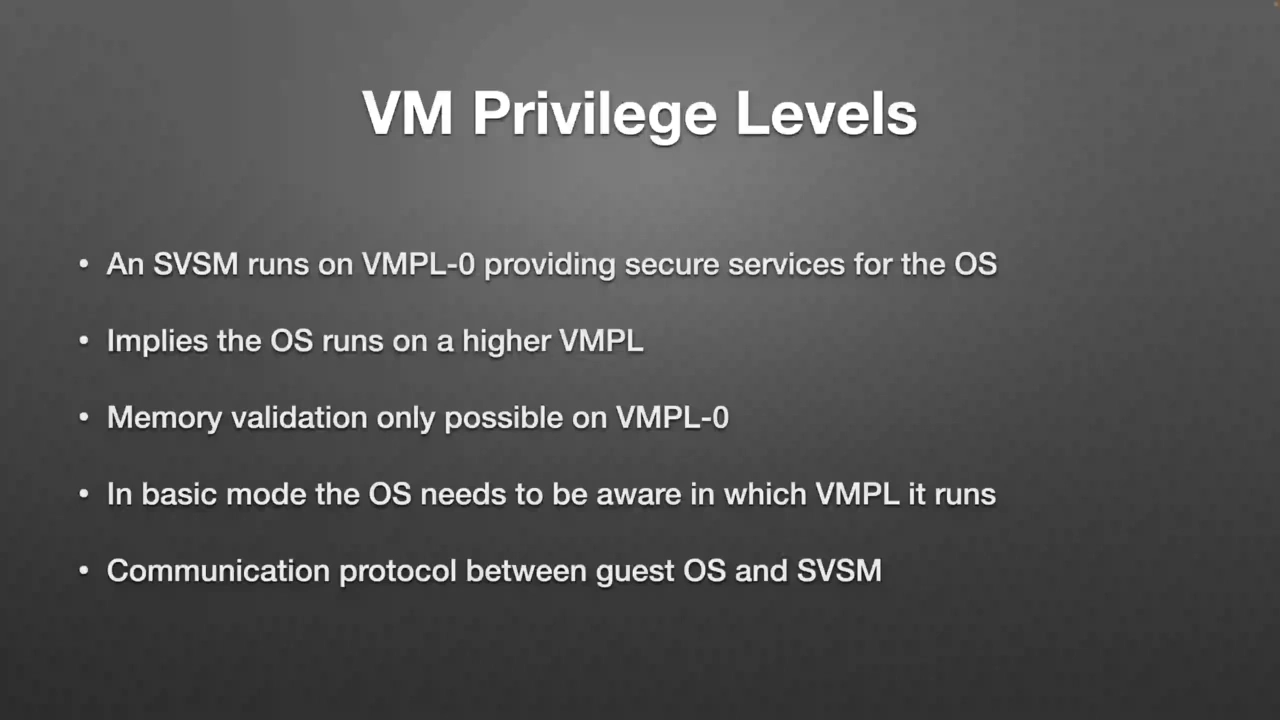 VM Privilege Levels
• An SVSM runs on VMPL-0 providing secure services for the OS
• Implies the OS runs on a higher VMPL
• Memory validation only possible on VMPL-0
• In basic mode the OS needs to be aware in which VMPL it runs
• Communication protocol between guest OS and SVSM